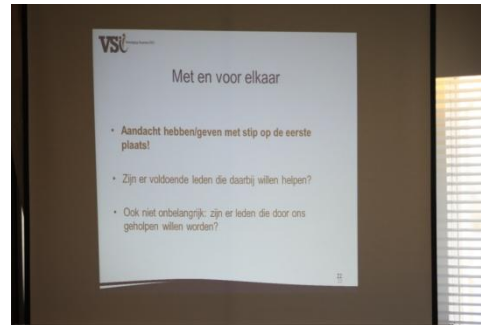 VSi
Met en voor elkaar
• Aandacht hebben/geven met stip op de eerste
plaats!
• Zijn er voldoende leden die daarbij willen helpen?
• Ook niet onbelangrijk: zijn er leden die door ons
geholpen willen worden?